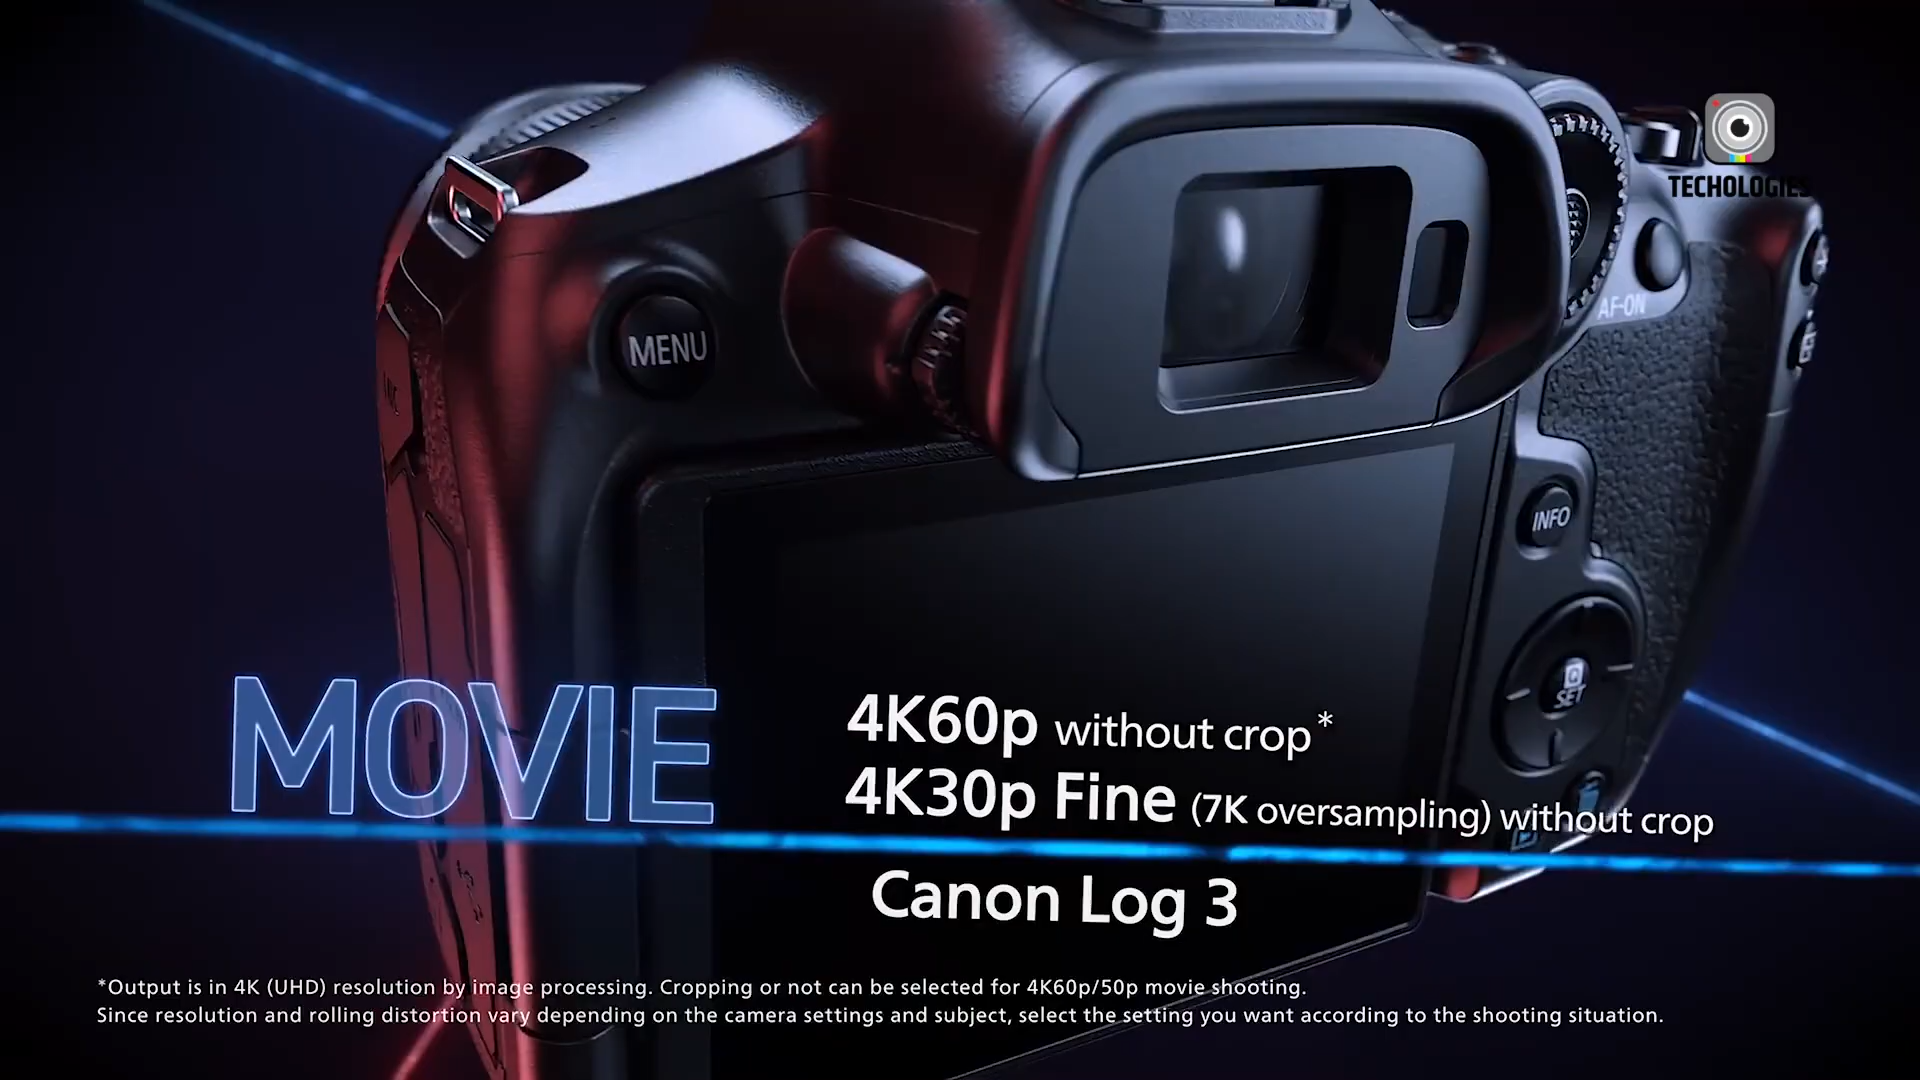 TECHOLOGIES
MENU
AF-ON
INFO
Q
SET
MOVIE
4K60p without crop*
4K30p Fine (7K oversampling) without crop
Canon Log 3
*Output is in 4K (UHD) resolution by image processing. Cropping or not can be selected for 4K60p/50p movie shooting.
Since resolution and rolling distortion vary depending on the camera settings and subject, select the setting you want according to the shooting situation.